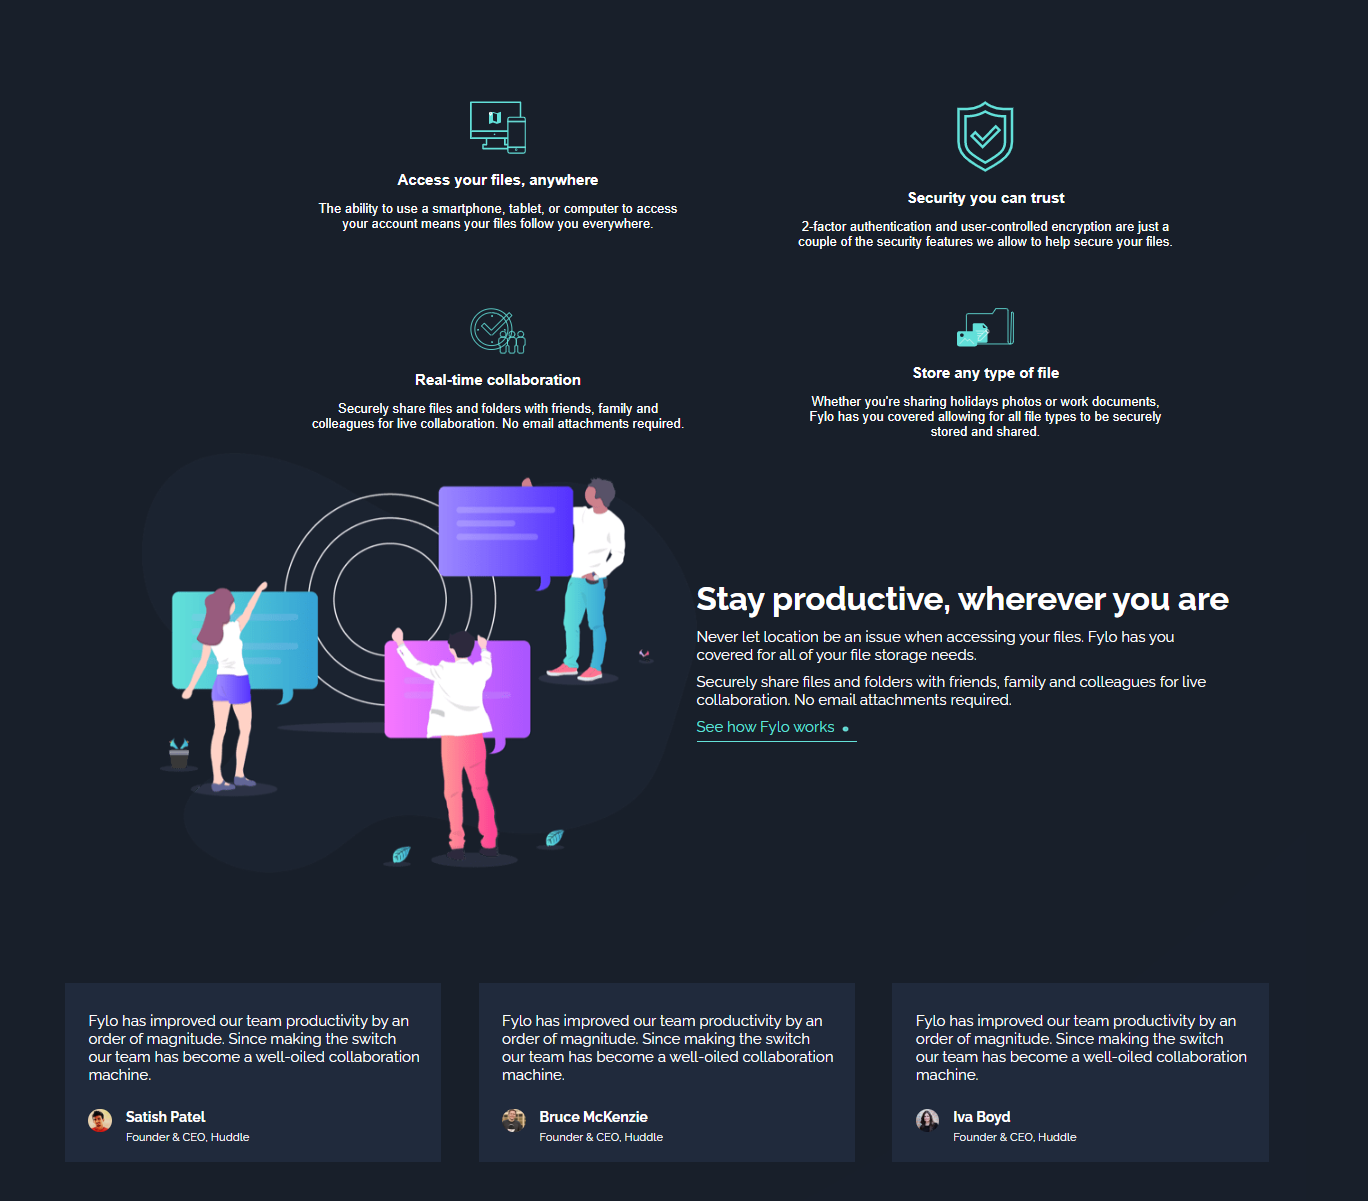 Access your files, anywhere
The ability to use a smartphone, tablet, or computer to access
your account means your files follow you everywhere.
Security you can trust
2-factor authentication and user-controlled encryption are just a
couple of the security features we allow to help secure your files.
Real-time collaboration
Securely share files and folders with friends, family and
colleagues for live collaboration. No email attachments required.
Store any type of file
Whether you're sharing holidays photos or work documents,
Fylo has you covered allowing for all file types to be securely
stored and shared.
Stay productive, wherever you are
Never let location be an issue when accessing your files. Fylo has you
covered for all of your file storage needs.
Securely share files and folders with friends, family and colleagues for live
collaboration. No email attachments required.
See how Fylo works
Fylo has improved our team productivity by an
order of magnitude. Since making the switch
our team has become a well-oiled collaboration
machine.
Satish Patel
Founder & CEO, Huddle
Fylo has improved our team productivity by an
order of magnitude. Since making the switch
our team has become a well-oiled collaboration
machine.
Bruce McKenzie
Founder & CEO, Huddle
Fylo has improved our team productivity by an
order of magnitude. Since making the switch
our team has become a well-oiled collaboration
machine.
Iva Boyd
Founder & CEO, Huddle